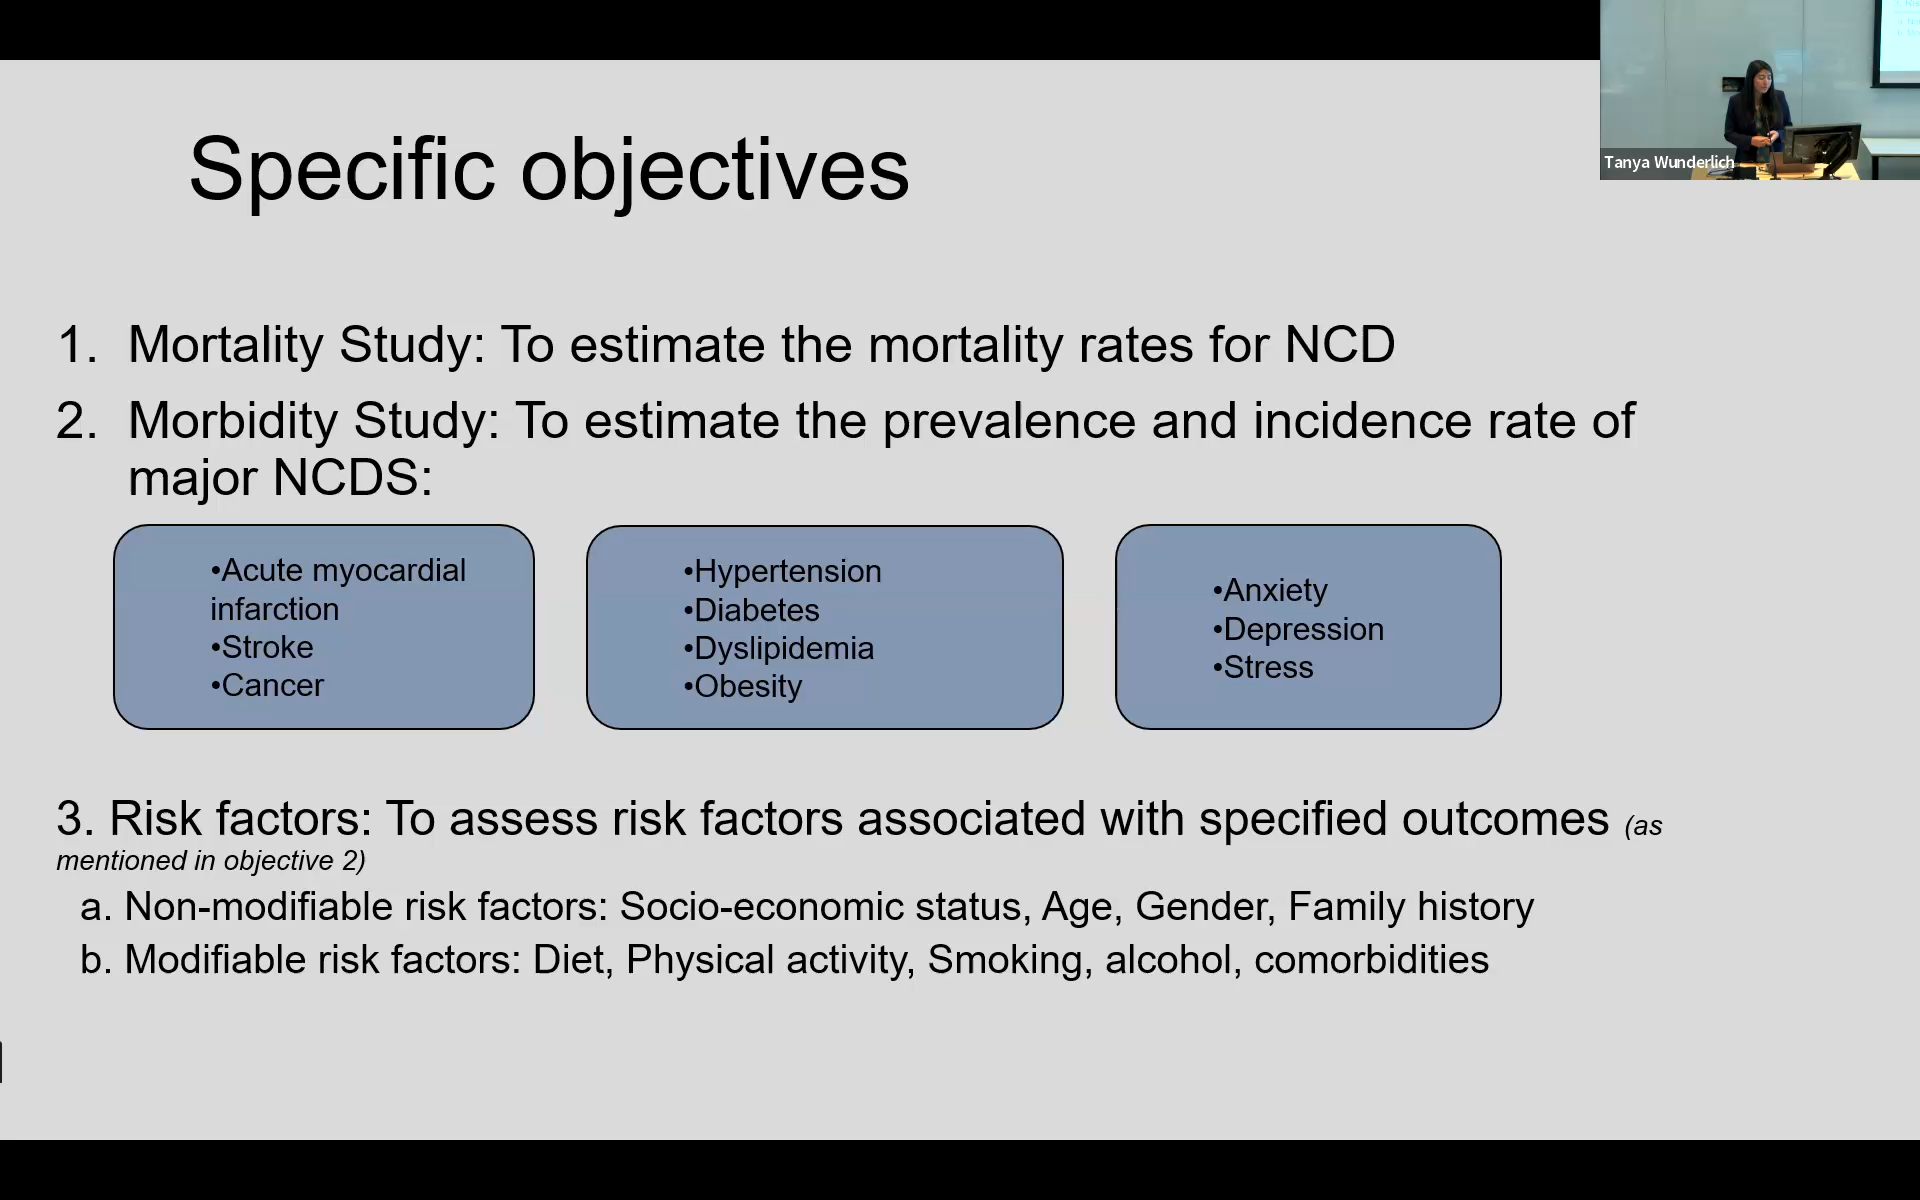 Specific objectives
Tanya Wunderlich
1. Mortality Study: To estimate the mortality rates for NCD
2. Morbidity Study: To estimate the prevalence and incidence rate of
major NCDS:
•Acute myocardial
infarction
•Stroke
•Cancer
•Hypertension
•Diabetes
•Dyslipidemia
•Obesity
•Anxiety
•Depression
•Stress
3. Risk factors: To assess risk factors associated with specified outcomes (as
mentioned in objective 2)
a. Non-modifiable risk factors: Socio-economic status, Age, Gender, Family history
b. Modifiable risk factors: Diet, Physical activity, Smoking, alcohol, comorbidities